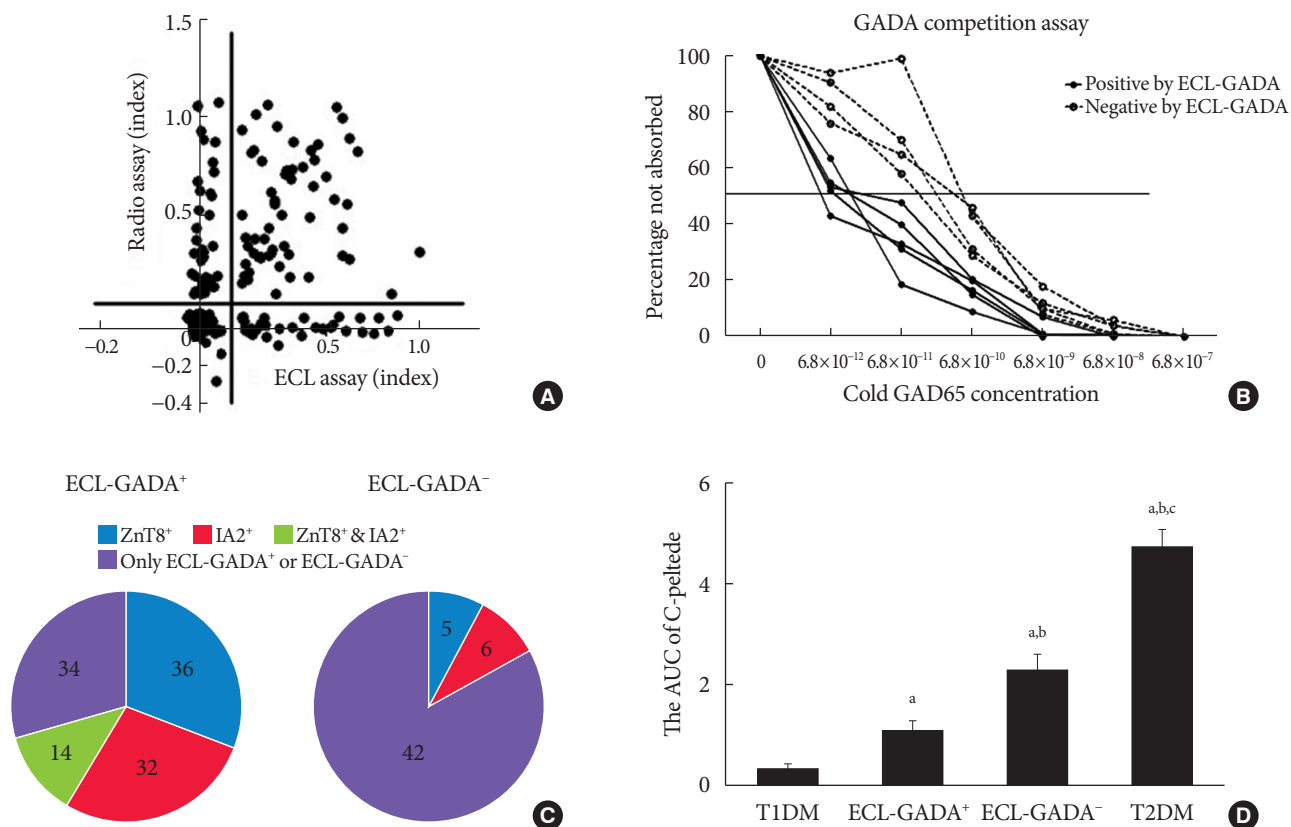 1.5
Radio assay (index)
1.0
0.5
−0.2
0
0.5
1.0
−0.2
ECL assay (index)
−0.4
A
GADA competition assay
100
Positive by ECL-GADA
Negative by ECL-GADA
80
60
40
20
0
Percentage not absorbed
0 6.8×10⁻¹² 6.8×10⁻¹¹ 6.8×10⁻¹⁰ 6.8×10⁻⁹ 6.8×10⁻⁸ 6.8×10⁻⁷
Cold GAD65 concentration
B
ECL-GADA⁺ ECL-GADA⁻
ZnT8⁺ IA2⁺ ZnT8⁺ & IA2⁺
Only ECL-GADA⁺ or ECL-GADA⁻
34 36
14 32
5
6
42
C
6
4
2
0
The AUC of C-peltede
a
a,b
a,b,c
T1DM ECL-GADA⁺ ECL-GADA⁻ T2DM
D